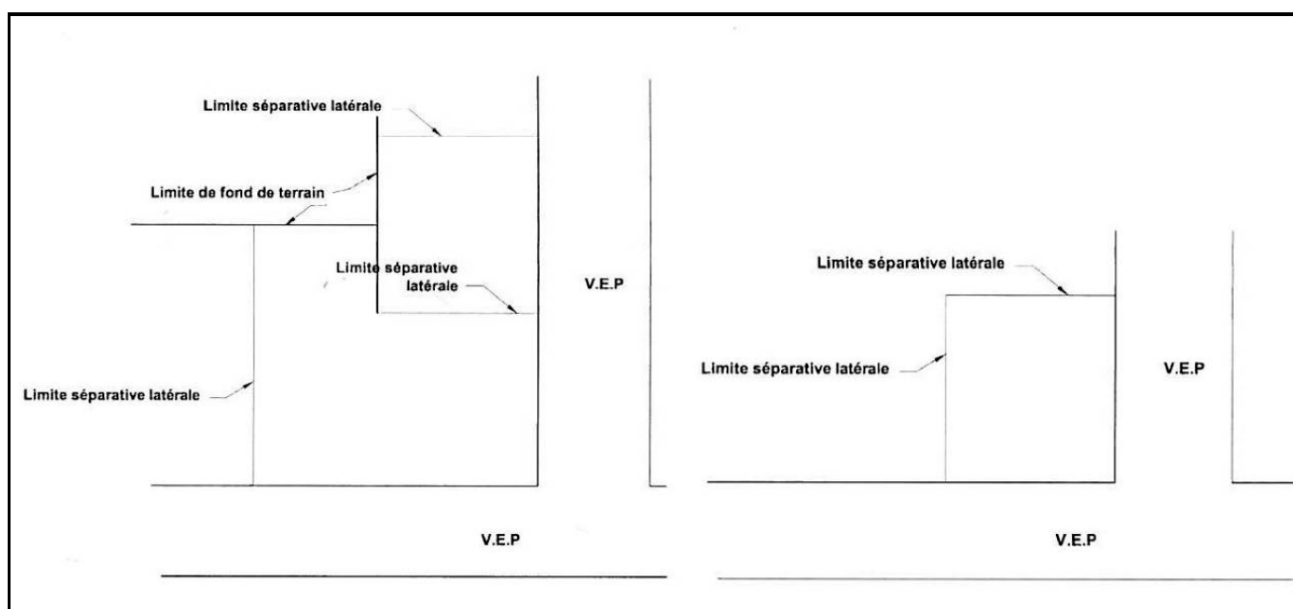 Limite séparative latérale
Limite de fond de terrain
Limite séparative
latérale
V.E.P
Limite séparative latérale
V.E.P
Limite séparative latérale
Limite séparative latérale
V.E.P
V.E.P